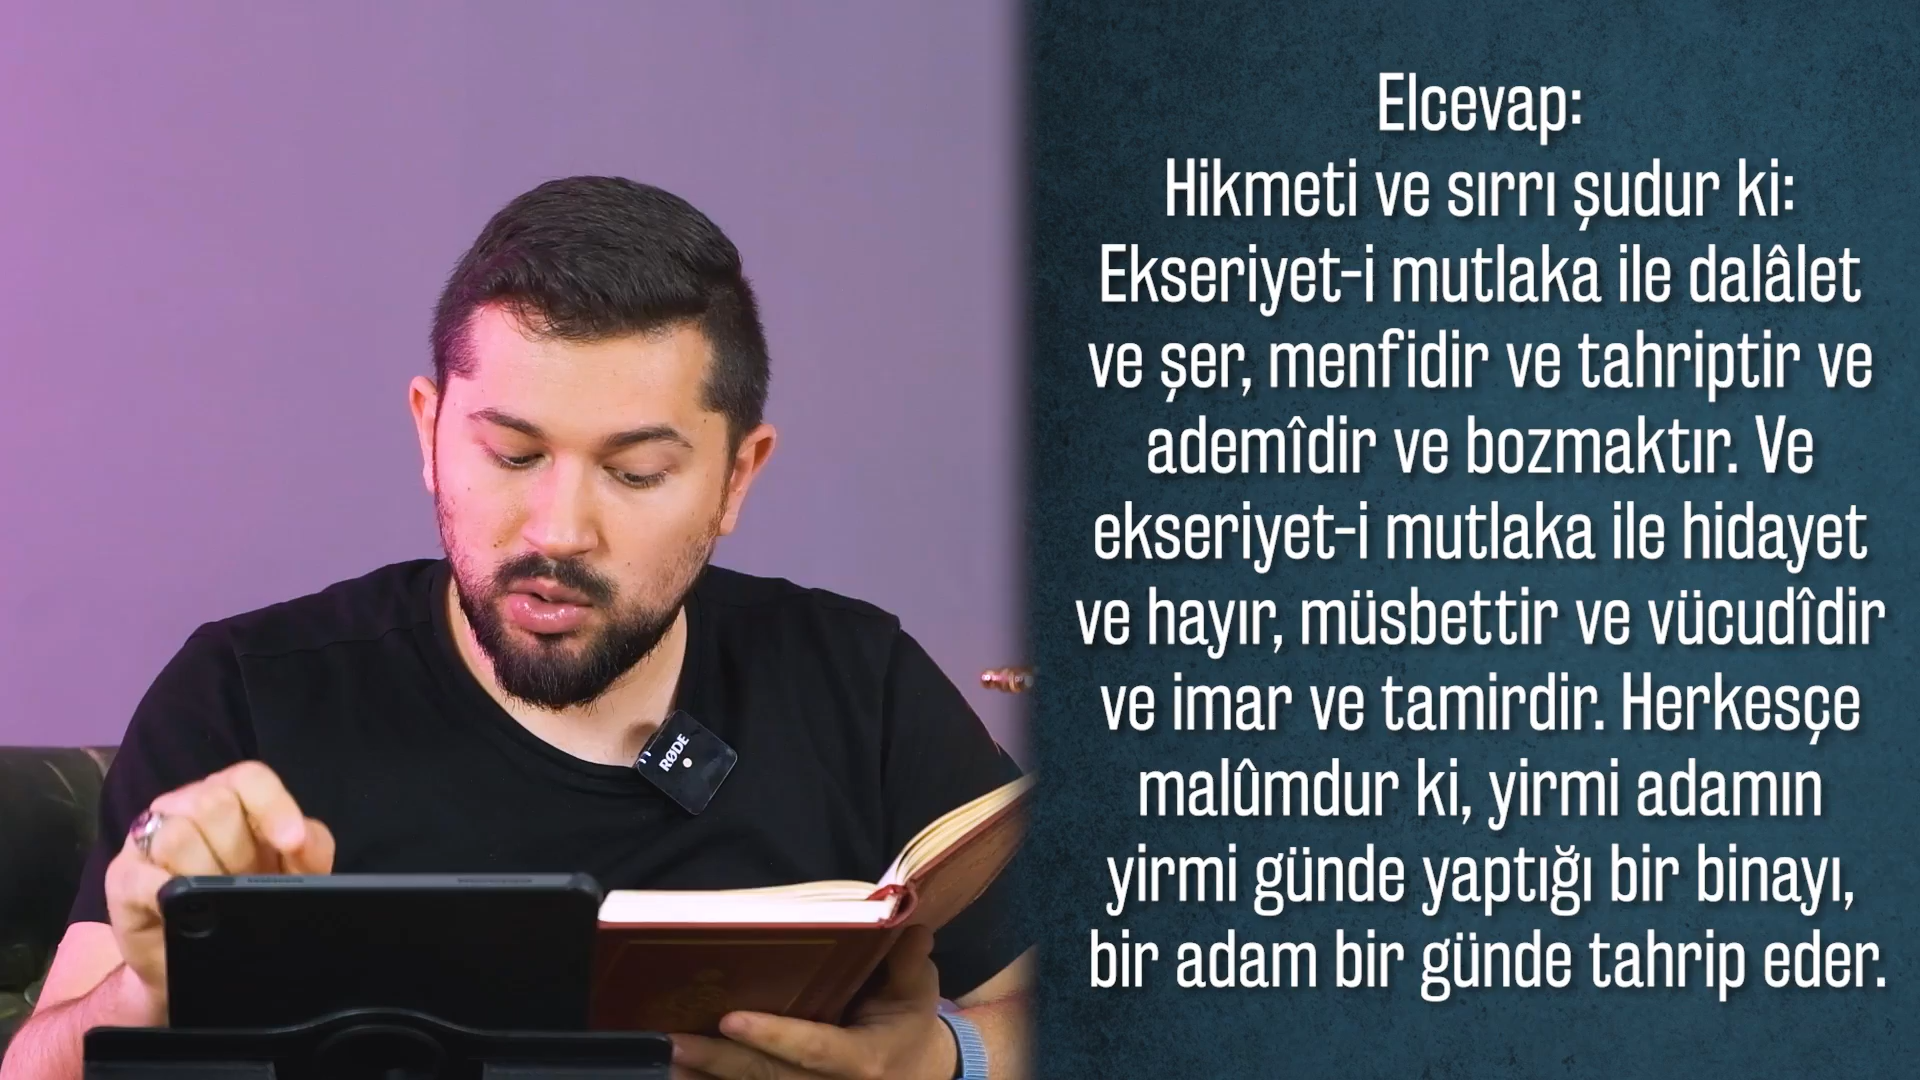 Elcevap:
Hikmeti ve sırrı şudur ki:
Ekseriyet-i mutlaka ile dalâlet
ve şer, menfidir ve tahriptir ve
ademîdir ve bozmaktır. Ve
ekseriyet-i mutlaka ile hidayet
ve hayır, müsbettir ve vücudîdir
ve imar ve tamirdir. Herkesçe
malûmdur ki, yirmi adamın
yirmi günde yaptığı bir binayı,
bir adam bir günde tahrip eder.
RØDE